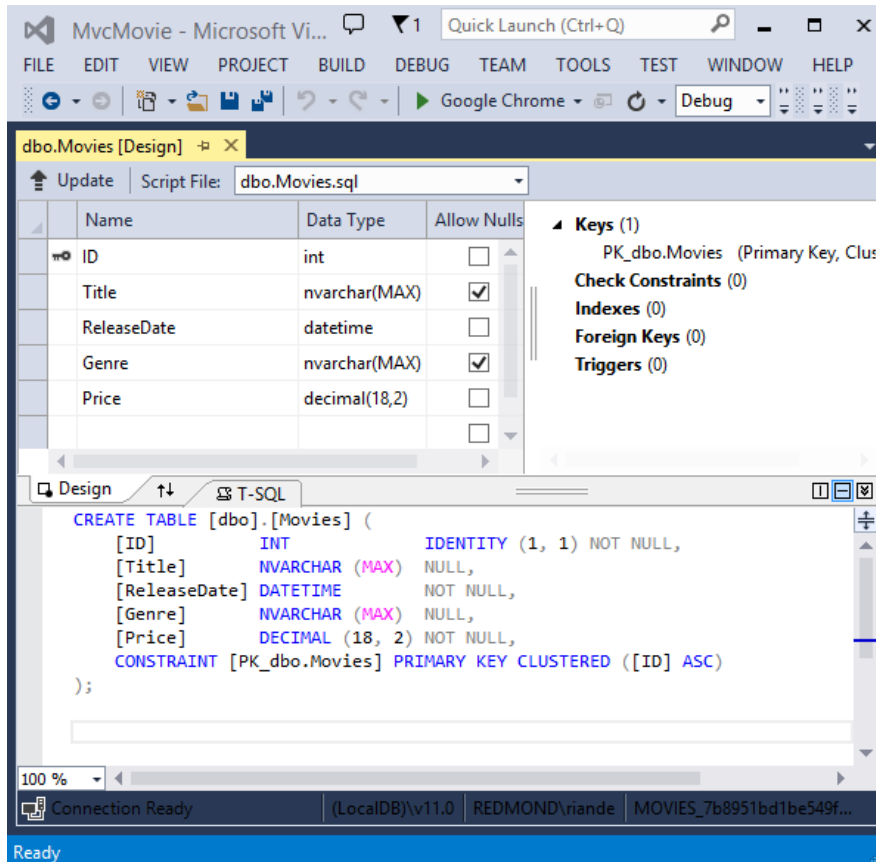 MvcMovie - Microsoft Vi... 1 Quick Launch (Ctrl+Q)
FILE EDIT VIEW PROJECT BUILD DEBUG TEAM TOOLS TEST WINDOW HELP
Google Chrome Debug
dbo.Movies [Design]
Update Script File: dbo.Movies.sql
Name Data Type Allow Nulls
ID int
Title nvarchar(MAX)
ReleaseDate datetime
Genre nvarchar(MAX)
Price decimal(18,2)
Keys (1)
PK_dbo.Movies (Primary Key, Clus
Check Constraints (0)
Indexes (0)
Foreign Keys (0)
Triggers (0)
Design T-SQL
CREATE TABLE [dbo].[Movies] (
[ID] INT IDENTITY (1, 1) NOT NULL,
[Title] NVARCHAR (MAX) NULL,
[ReleaseDate] DATETIME NOT NULL,
[Genre] NVARCHAR (MAX) NULL,
[Price] DECIMAL (18, 2) NOT NULL,
CONSTRAINT [PK_dbo.Movies] PRIMARY KEY CLUSTERED ([ID] ASC)
);
100 %
Connection Ready (LocalDB)\v11.0 REDMOND\riande MOVIES_7b8951bd1be549f...
Ready